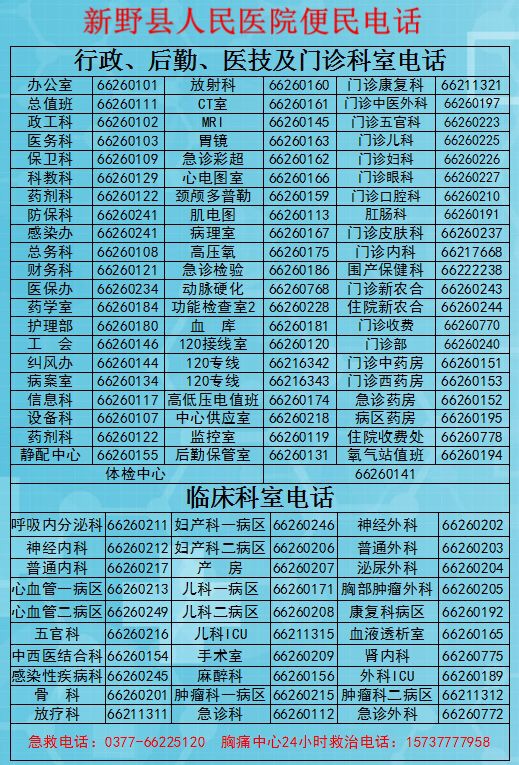 新野县人民医院便民电话
行政、后勤、医技及门诊科室电话
办公室 66260101 放射科 66260160 门诊康复科 66211321
总值班 66260111 CT室 66260161 门诊中医外科 66260197
政工科 66260102 MRI 66260145 门诊五官科 66260223
医务科 66260103 胃镜 66260163 门诊儿科 66260225
保卫科 66260109 急诊彩超 66260162 门诊妇科 66260226
科教科 66260129 心电图室 66260166 门诊眼科 66260227
药剂科 66260122 颈颅多普勒 66260159 门诊口腔科 66260210
防保科 66260241 肌电图 66260113 肛肠科 66260191
感染办 66260241 病理室 66260167 门诊皮肤科 66260237
总务科 66260108 高压氧 66260175 门诊内科 66217668
财务科 66260121 急诊检验 66260186 围产保健科 66222238
医保办 66260234 动脉硬化 66260768 门诊新农合 66260243
药学室 66260184 功能检查室2 66260228 住院新农合 66260244
护理部 66260180 血 库 66260181 门诊收费 66260770
工 会 66260146 120接线室 66260120 门诊部 66260240
纠风办 66260144 120专线 66216342 门诊中药房 66260151
病案室 66260134 120专线 66216343 门诊西药房 66260153
信息科 66260117 高低压电值班 66260174 急诊药房 66260152
设备科 66260107 中心供应室 66260218 病区药房 66260195
药剂科 66260122 监控室 66260119 住院收费处 66260778
静配中心 66260155 后勤保管室 66260131 氧气站值班 66260194
体检中心 66260141
临床科室电话
呼吸内分泌科 66260211 妇产科一病区 66260246 神经外科 66260202
神经内科 66260212 妇产科二病区 66260206 普通外科 66260203
普通内科 66260217 产 房 66260207 泌尿外科 66260204
心血管一病区 66260213 儿科一病区 66260171 胸部肿瘤外科 66260205
心血管二病区 66260249 儿科二病区 66260208 康复科病区 66260192
五官科 66260216 儿科ICU 66211315 血液透析室 66260165
中西医结合科 66260154 手术室 66260209 肾内科 66260775
感染性疾病科 66260245 麻醉科 66260156 外科ICU 66260189
骨 科 66260201 肿瘤科一病区 66260215 肿瘤科二病区 66211312
放疗科 66211311 急诊科 66260112 急诊外科 66260772
急救电话：0377-66225120 胸痛中心24小时救治电话：15737777958